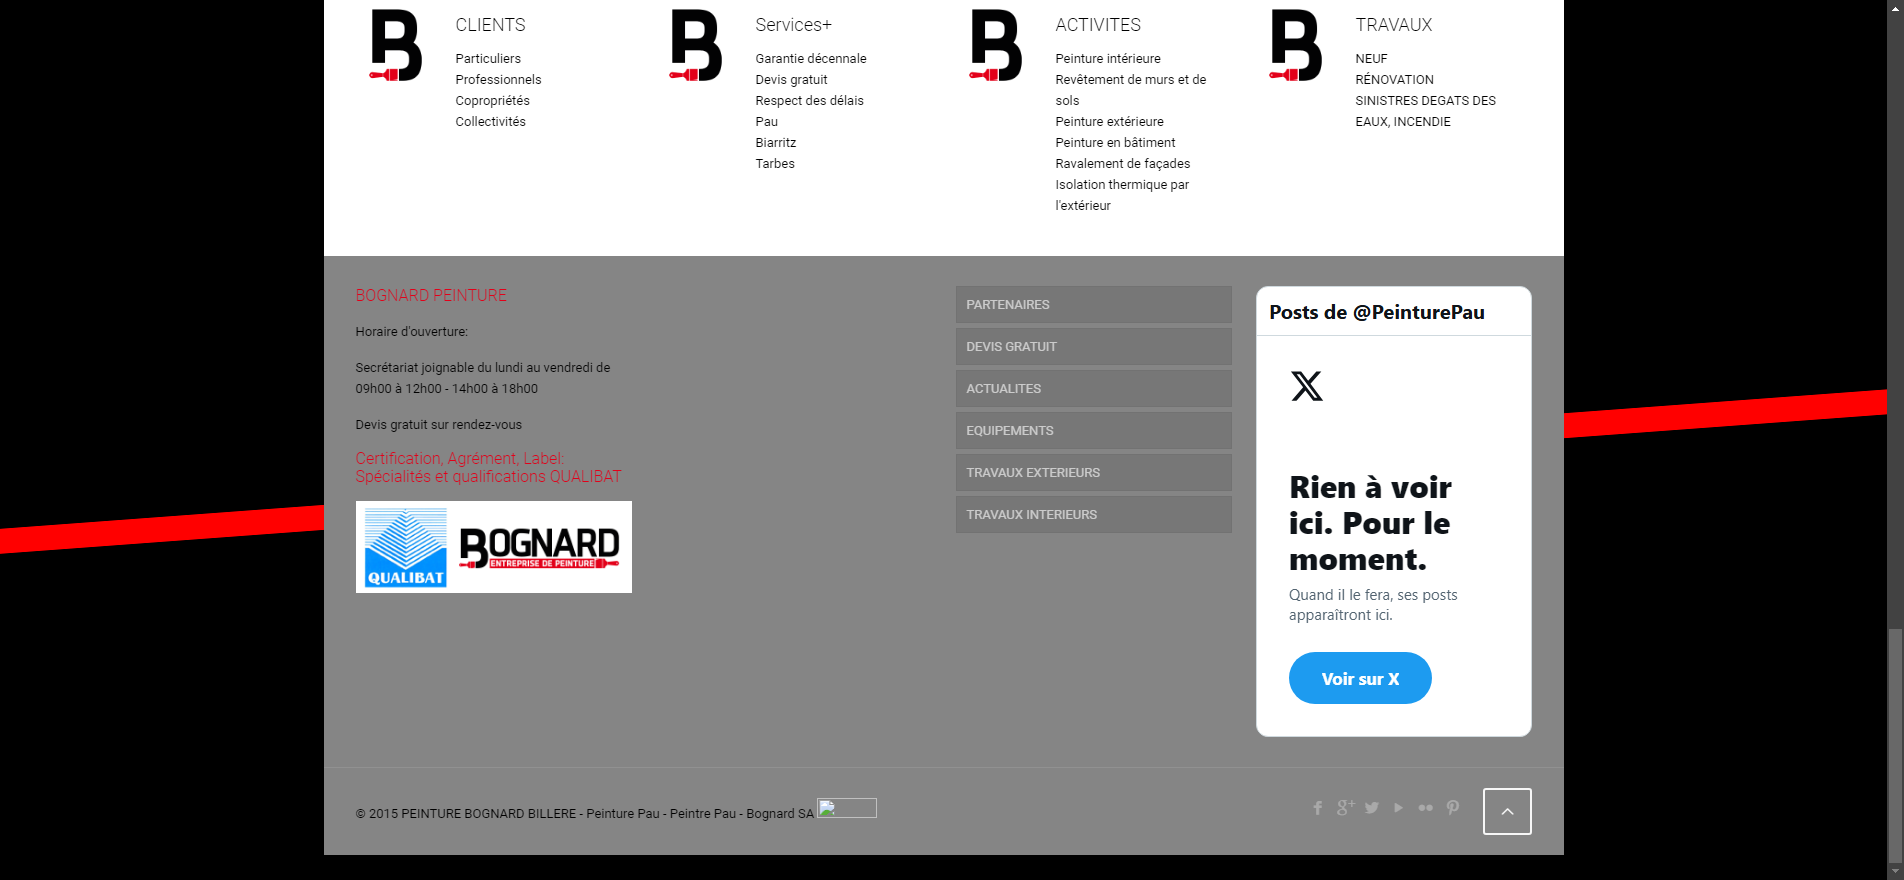 CLIENTS
Particuliers
Professionnels
Copropriétés
Collectivités
Services+
Garantie décennale
Devis gratuit
Respect des délais
Pau
Biarritz
Tarbes
ACTIVITES
Peinture intérieure
Revêtement de murs et de
sols
Peinture extérieure
Peinture en bâtiment
Ravalement de façades
Isolation thermique par
l'extérieur
TRAVAUX
NEUF
RÉNOVATION
SINISTRES DEGATS DES
EAUX, INCENDIE
BOGNARD PEINTURE
Horaire d'ouverture:
Secrétariat joignable du lundi au vendredi de
09h00 à 12h00 - 14h00 à 18h00
Devis gratuit sur rendez-vous
Certification, Agrément, Label:
Spécialités et qualifications QUALIBAT
QUALIBAT
BOGNARD
ENTREPRISE DE PEINTURE
PARTENAIRES
DEVIS GRATUIT
ACTUALITES
EQUIPEMENTS
TRAVAUX EXTERIEURS
TRAVAUX INTERIEURS
Posts de @PeinturePau
Rien à voir
ici. Pour le
moment.
Quand il le fera, ses posts
apparaîtront ici.
Voir sur X
© 2015 PEINTURE BOGNARD BILLERE - Peinture Pau - Peintre Pau - Bognard SA